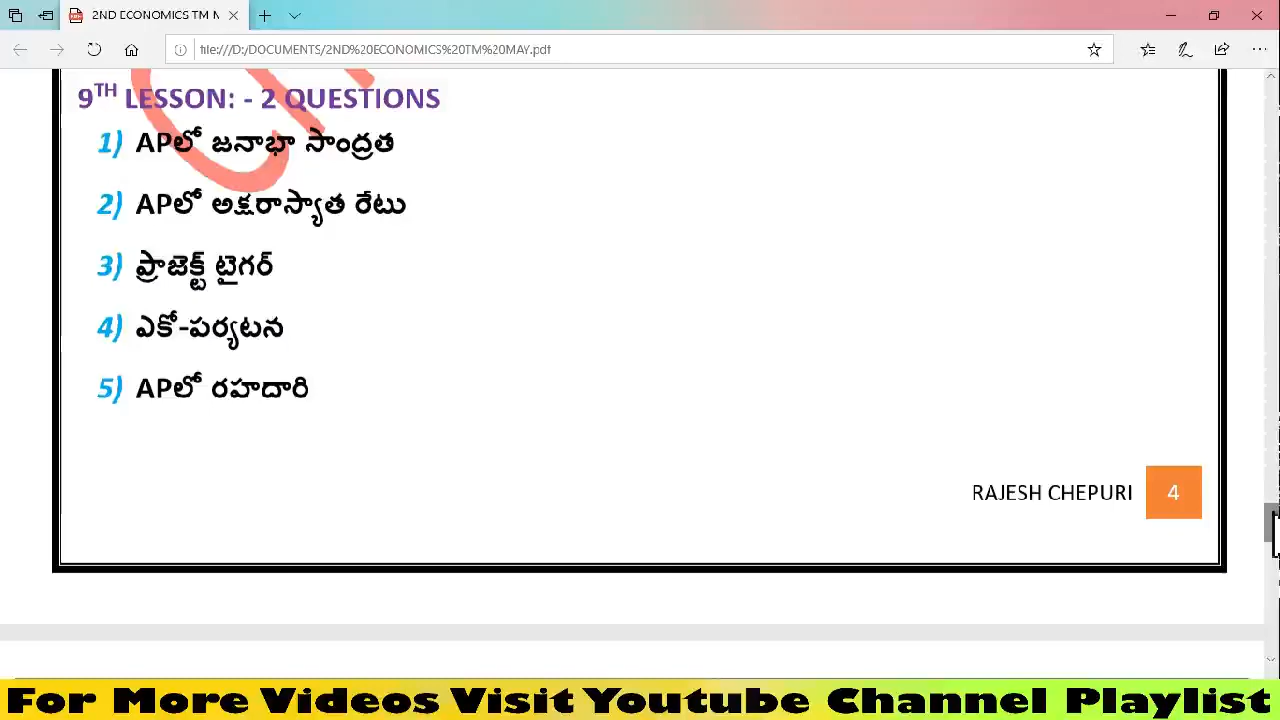 2ND ECONOMICS TM M
file:///D:/DOCUMENTS/2ND%20ECONOMICS%20TM%20MAY.pdf
9TH LESSON: - 2 QUESTIONS
1) APలో జనాభా సాంద్రత
2) APలో అక్షరాస్యాత రేటు
3) ప్రాజెక్ట్ టైగర్
4) ఎకో-పర్యటన
5) APలో రహదారి
RAJESH CHEPURI 4
For More Videos Visit Youtube Channel Playlist